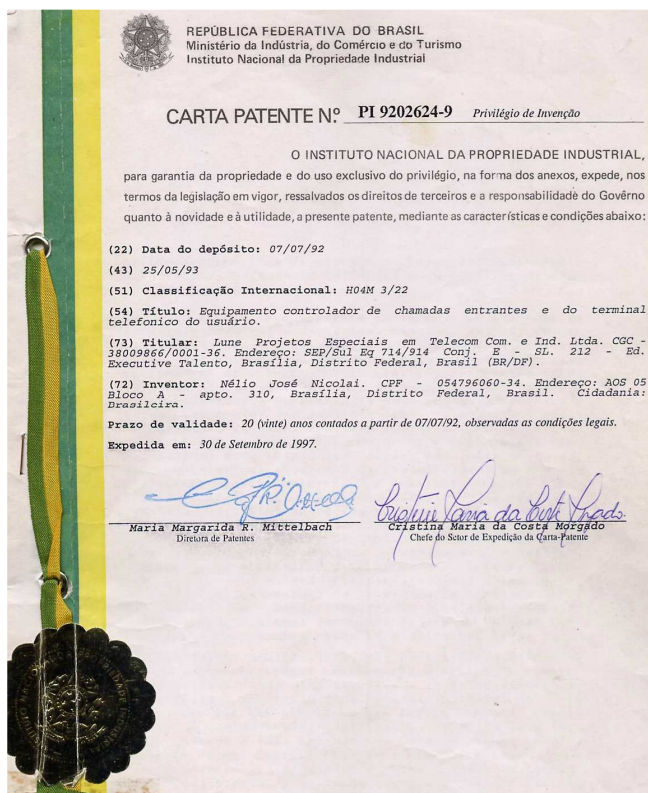 REPÚBLICA FEDERATIVA DO BRASIL
Ministério da Indústria, do Comércio e do Turismo
Instituto Nacional da Propriedade Industrial
CARTA PATENTE N.º PI 9202624-9 Privilégio de Invenção
O INSTITUTO NACIONAL DA PROPRIEDADE INDUSTRIAL,
para garantia da propriedade e do uso exclusivo do privilégio, na forma dos anexos, expede, nos
termos da legislação em vigor, ressalvados os direitos de terceiros e a responsabilidade do Govêrno
quanto à novidade e à utilidade, a presente patente, mediante as características e condições abaixo:
(22) Data do depósito: 07/07/92
(43) 25/05/93
(51) Classificação Internacional: H04M 3/22
(54) Título: Equipamento controlador de chamadas entrantes e do terminal
telefonico do usuário.
(73) Titular: Lune Projetos Especiais em Telecom Com. e Ind. Ltda. CGC -
38009866/0001-36. Endereço: SEP/Sul Eq 714/914 Conj. E - SL. 212 - Ed.
Executive Talento, Brasília, Distrito Federal, Brasil (BR/DF).
(72) Inventor: Nélio José Nicolai. CPF - 054796060-34. Endereço: AOS 05
Bloco A - apto. 310, Brasília, Distrito Federal, Brasil. Cidadania:
Brasileira.
Prazo de validade: 20 (vinte) anos contados a partir de 07/07/92, observadas as condições legais.
Expedida em: 30 de Setembro de 1997.
Maria Margarida R. Mittelbach Cristina Maria da Costa Morgado
Diretora de Patentes Chefe do Setor de Expedição da Carta-Patente